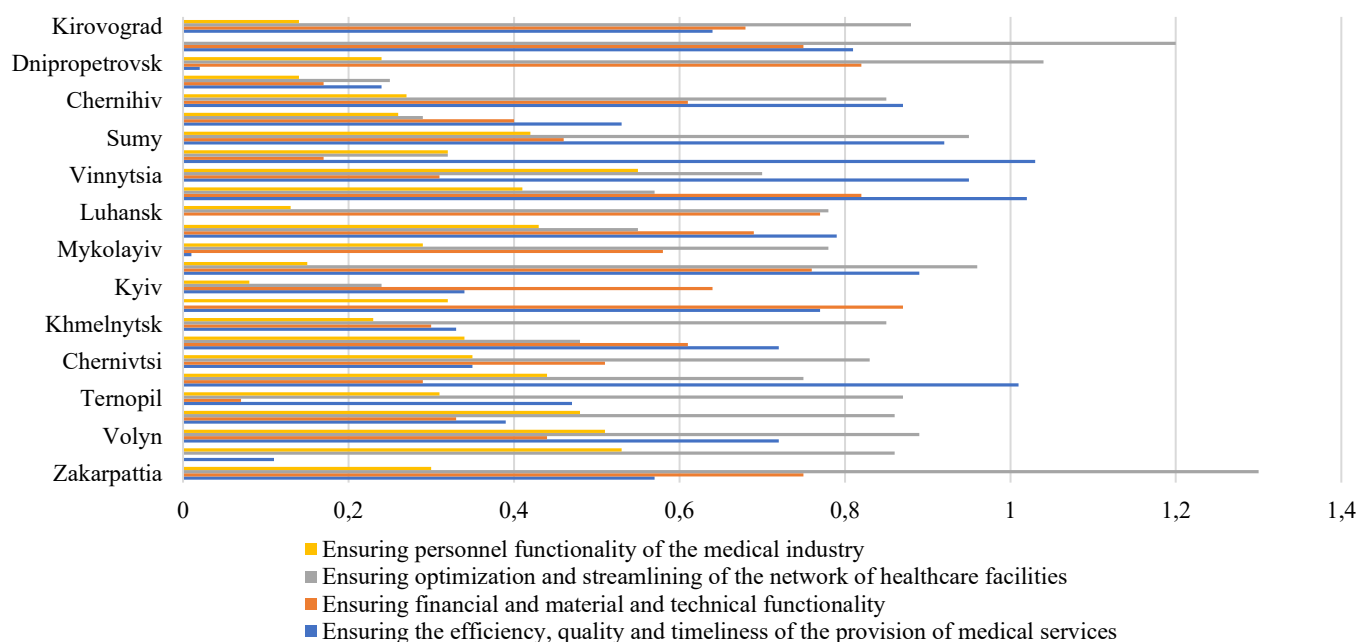 Kirovograd
Dnipropetrovsk
Chernihiv
Sumy
Vinnytsia
Luhansk
Mykolayiv
Kyiv
Khmelnytsk
Chernivtsi
Ternopil
Volyn
Zakarpattia
0 0,2 0,4 0,6 0,8 1 1,2 1,4
Ensuring personnel functionality of the medical industry
Ensuring optimization and streamlining of the network of healthcare facilities
Ensuring financial and material and technical functionality
Ensuring the efficiency, quality and timeliness of the provision of medical services